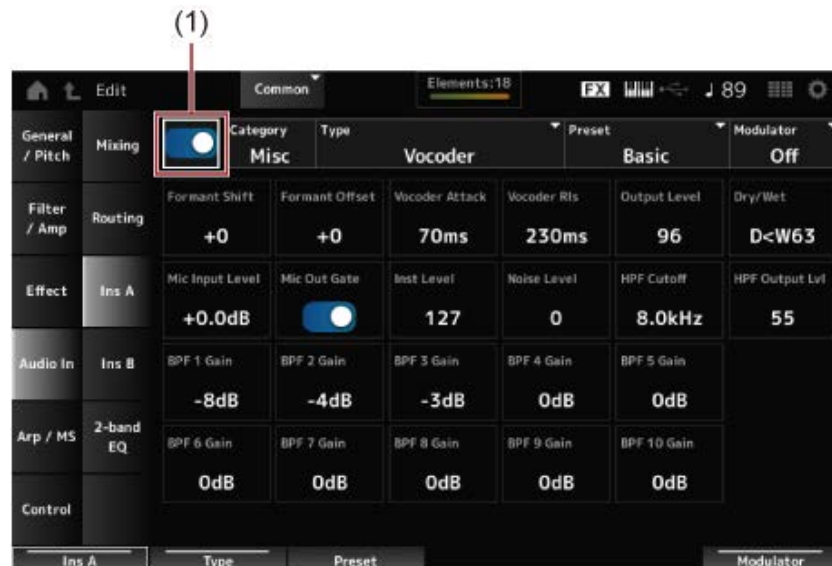 (1)
Edit
Common
Elements:18
FX
♩ 89
General / Pitch
Mixing
Category
Misc
Type
Vocoder
Preset
Basic
Modulator
Off
Filter / Amp
Routing
Formant Shift
+0
Formant Offset
+0
Vocoder Attack
70ms
Vocoder Rls
230ms
Output Level
96
Dry/Wet
D<W63
Effect
Ins A
Mic Input Level
+0.0dB
Mic Out Gate
Inst Level
127
Noise Level
0
HPF Cutoff
8.0kHz
HPF Output Lvl
55
Audio In
Ins B
BPF 1 Gain
-8dB
BPF 2 Gain
-4dB
BPF 3 Gain
-3dB
BPF 4 Gain
0dB
BPF 5 Gain
0dB
Arp / MS
2-band EQ
BPF 6 Gain
0dB
BPF 7 Gain
0dB
BPF 8 Gain
0dB
BPF 9 Gain
0dB
BPF 10 Gain
0dB
Control
Ins A
Type
Preset
Modulator